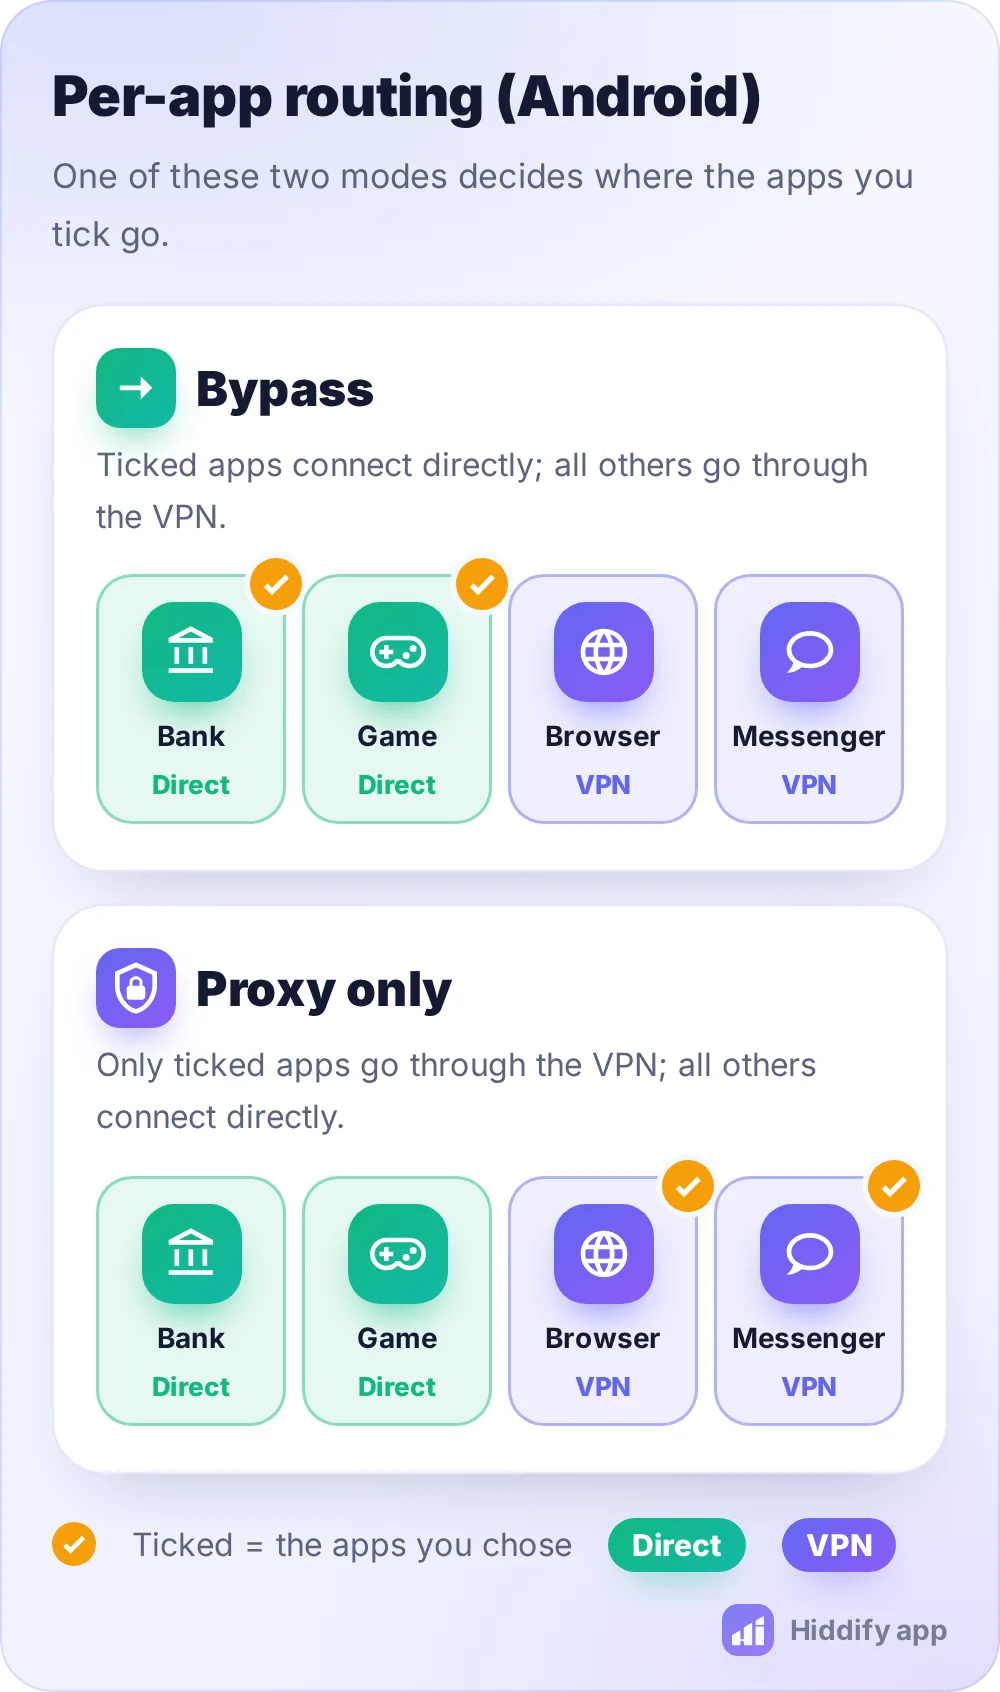 Per-app routing (Android)
One of these two modes decides where the apps you
tick go.
Bypass
Ticked apps connect directly; all others go through
the VPN.
Bank
Direct
Game
Direct
Browser
VPN
Messenger
VPN
Proxy only
Only ticked apps go through the VPN; all others
connect directly.
Bank
Direct
Game
Direct
Browser
VPN
Messenger
VPN
Ticked = the apps you chose
Direct
VPN
Hiddify app